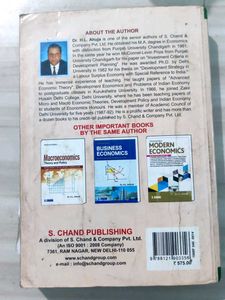 ABOUT THE AUTHOR
Dr. H.L. Ahuja is one of the senior authors of S. Chand &
Company Pvt. Ltd. He obtained his M.A. degree in Economics
with distinction from Punjab University Chandigarh in 1961.
In the same year he won McConnel-Lever Prize from Punjab
University Chandigarh for his paper on "Investment Criteria in
Development Planning". He was awarded Ph.D. by Delhi
University in 1982 for his thesis on "Development Strategy in
a Labour Surplus Economy with Special Reference to India."
He has immense experience of teaching. He taught papers of "Advanced
Economic Theory", Development Economics and Problems of Indian Economy
to postgraduate classes in Kurukshetra University. In 1966, he joined Zakir
Husain Delhi College, Delhi University, where he has been teaching papers of
Micro and Macro Economic Theories, Development Policy and Indian Economy
to students of Economics Honours. He was a member of Academic Council of
Delhi University for five years
He is a prolific writer and has more than
a dozen books to his credit all published by S. Chand & Company Pvt. Ltd.
OTHER IMPORTANT BOOKS
BY THE SAME AUTHOR
Macroeconomics
Theory and Policy
H.L. AHUJA
BUSINESS
ECONOMICS
H.L. AHUJA
MODERN
ECONOMICS
S. CHAND PUBLISHING
A division of S. Chand & Company Pvt. Ltd.
(An ISO 9001 : 2008 Company)
7361, RAM NAGAR, NEW DELHI-110 055
www.schandgroup.com
e-mail : info@schandgroup.com
₹ 575.00